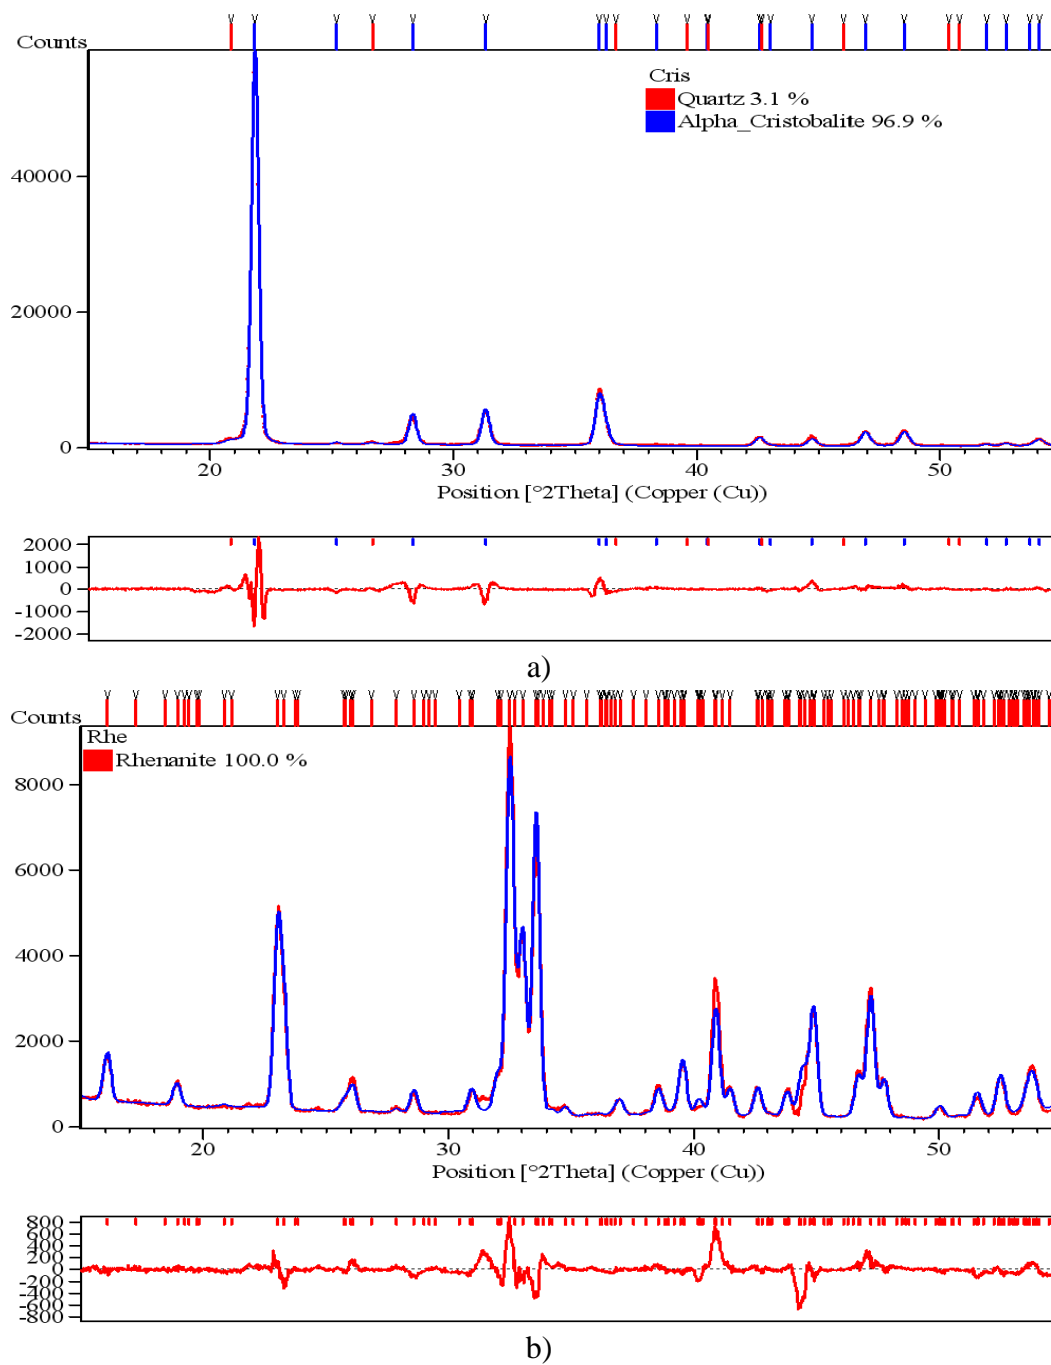 Counts
Cris
Quartz 3.1 %
Alpha_Cristobalite 96.9 %
40000
20000
0
20 30 40 50
Position [°2Theta] (Copper (Cu))
2000
1000
0
-1000
-2000
a)
Counts
Rhe
Rhenanite 100.0 %
8000
6000
4000
2000
0
20 30 40 50
Position [°2Theta] (Copper (Cu))
800
600
400
200
0
-200
-400
-600
-800
b)